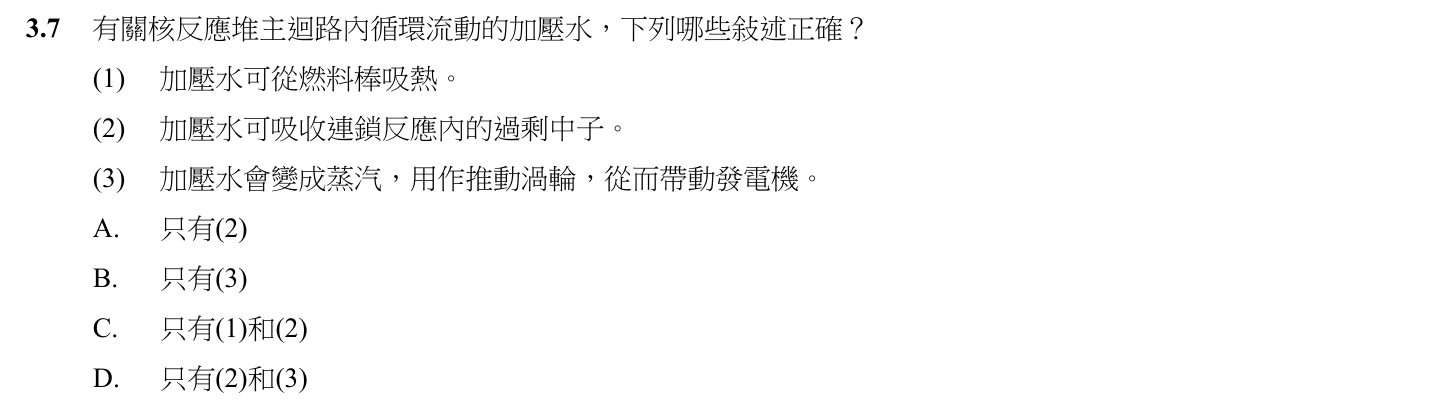 3.7 有關核反應堆主迴路內循環流動的加壓水，下列哪些敍述正確？
(1) 加壓水可從燃料棒吸熱。
(2) 加壓水可吸收連鎖反應內的過剩中子。
(3) 加壓水會變成蒸汽，用作推動渦輪，從而帶動發電機。
A. 只有(2)
B. 只有(3)
C. 只有(1)和(2)
D. 只有(2)和(3)